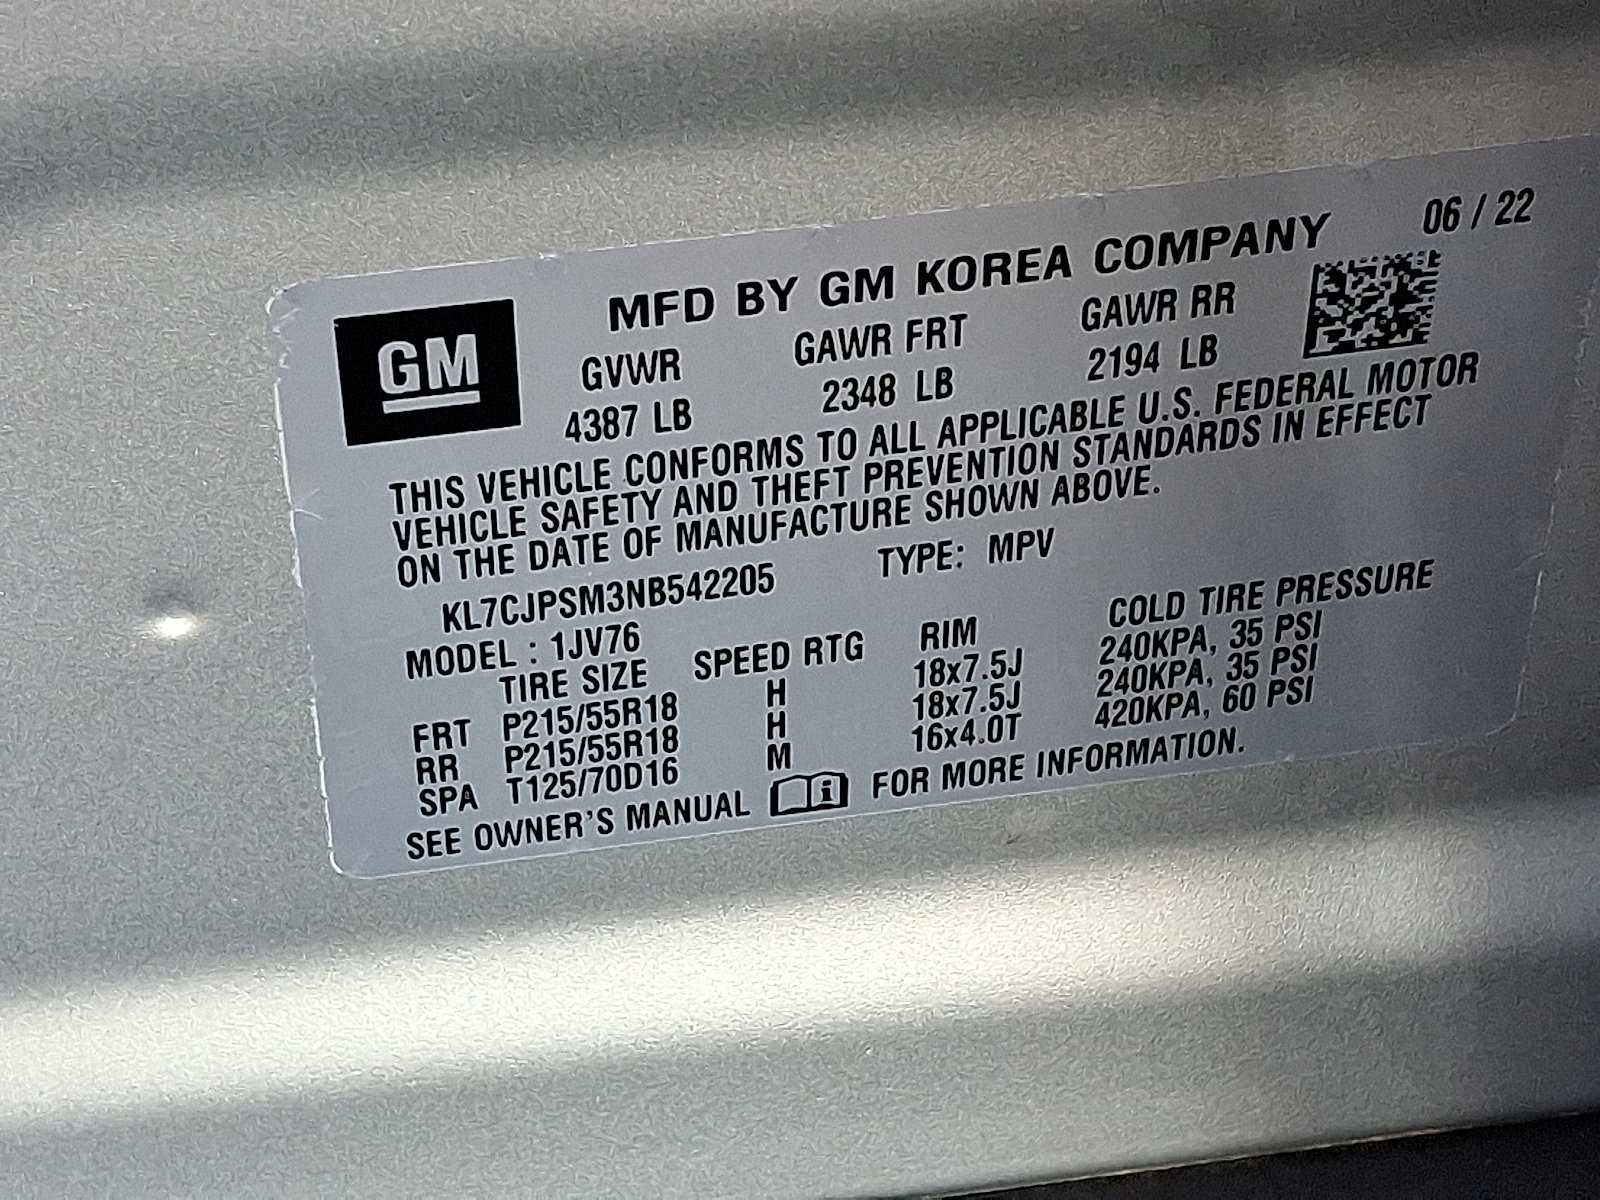 06 / 22
MFD BY GM KOREA COMPANY
GM
GVWR GAWR FRT GAWR RR
4387 LB 2348 LB 2194 LB
THIS VEHICLE CONFORMS TO ALL APPLICABLE U.S. FEDERAL MOTOR
VEHICLE SAFETY AND THEFT PREVENTION STANDARDS IN EFFECT
ON THE DATE OF MANUFACTURE SHOWN ABOVE.
KL7CJPSM3NB542205 TYPE: MPV
MODEL : 1JV76
TIRE SIZE SPEED RTG RIM COLD TIRE PRESSURE
FRT P215/55R18 H 18x7.5J 240KPA, 35 PSI
RR P215/55R18 H 18x7.5J 240KPA, 35 PSI
SPA T125/70D16 M 16x4.0T 420KPA, 60 PSI
SEE OWNER'S MANUAL i FOR MORE INFORMATION.